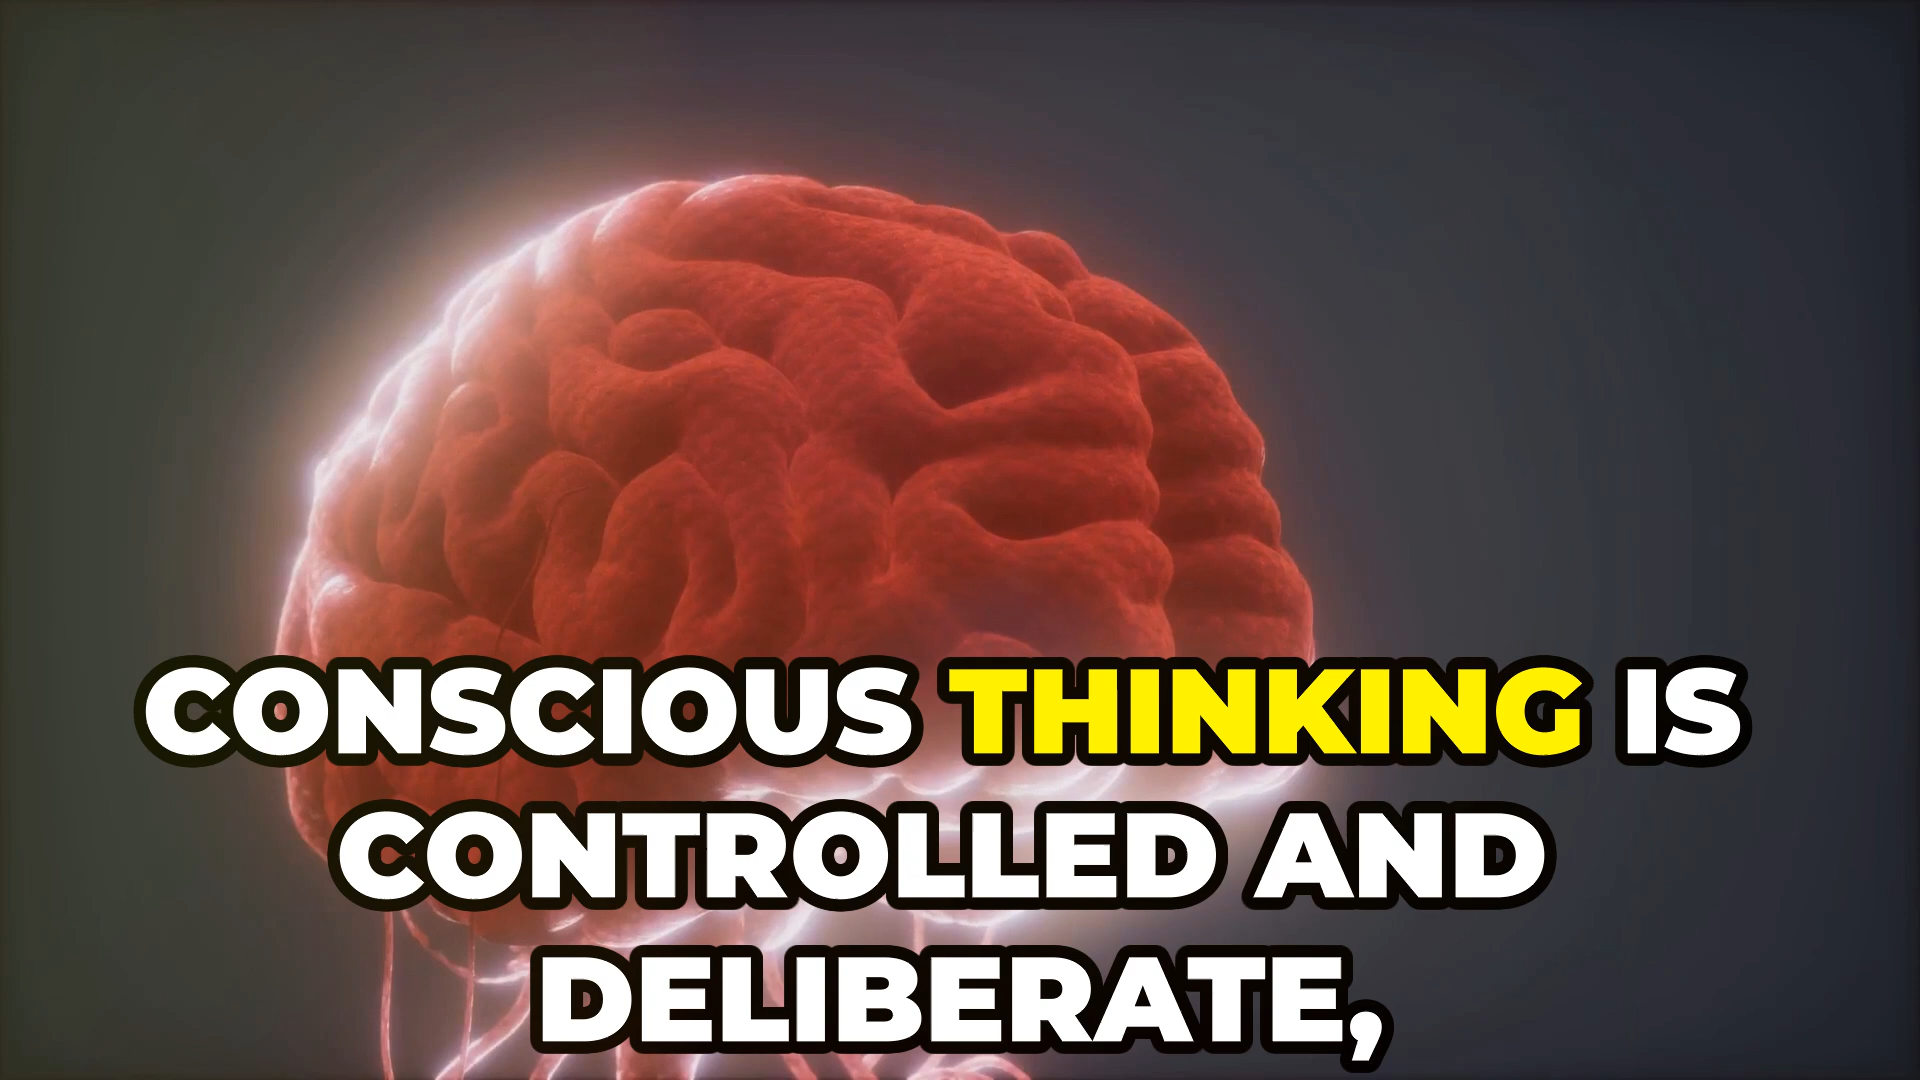 CONSCIOUS THINKING IS
CONTROLLED AND
DELIBERATE,